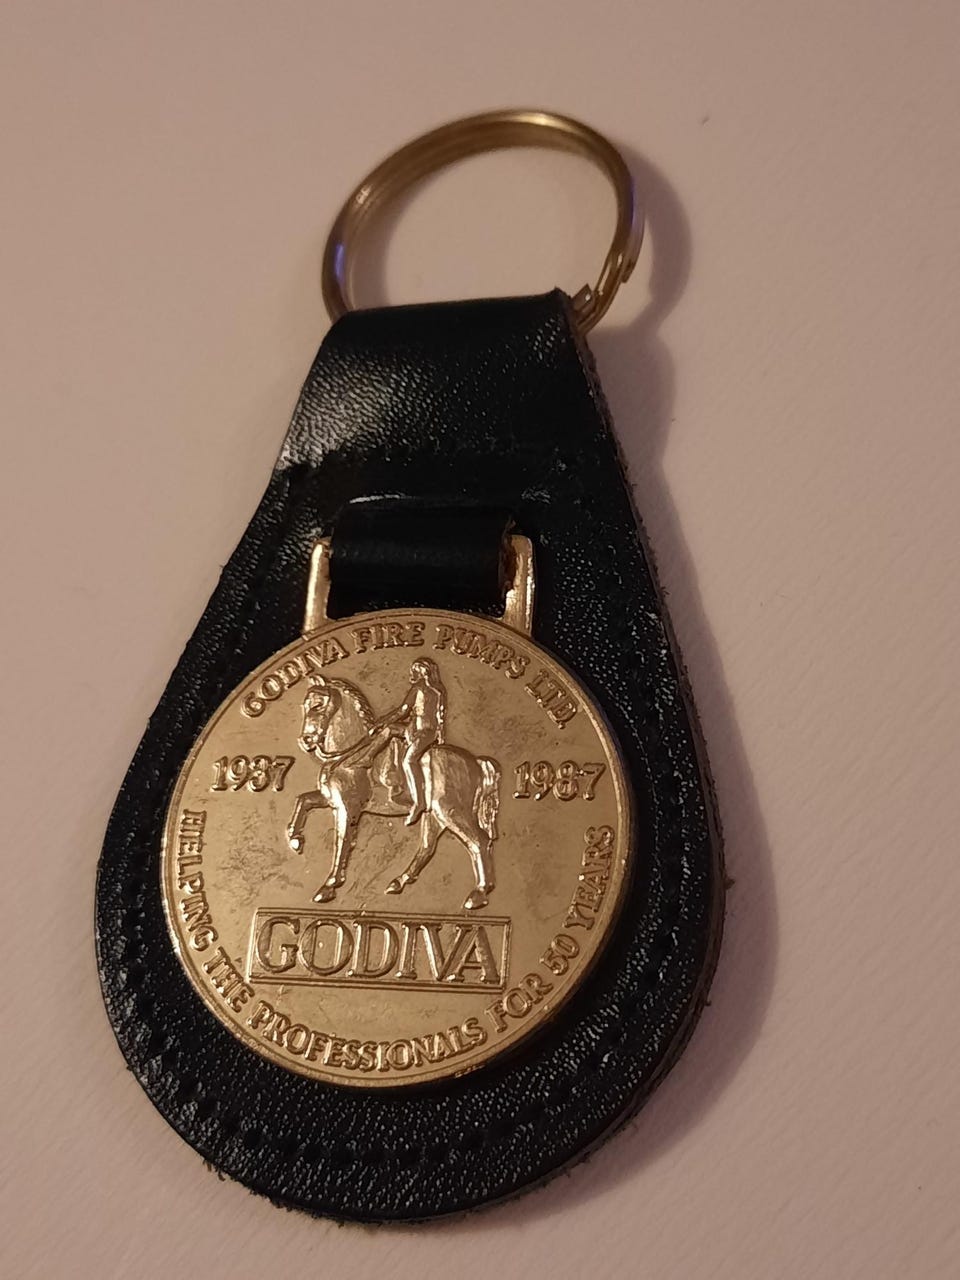 GODIVA FIRE PUMPS LTD.
1937 1987
GODIVA
HELPING THE PROFESSIONALS FOR 50 YEARS